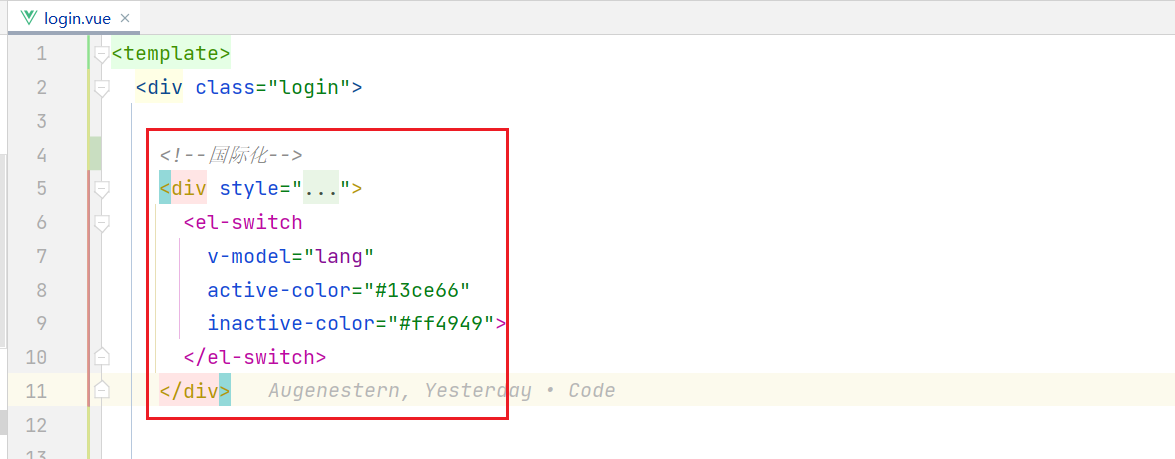 login.vue ×
1 <template>
2 <div class="login">
3
4 <!--国际化-->
5 <div style="...">
6 <el-switch
7 v-model="lang"
8 active-color="#13ce66"
9 inactive-color="#ff4949">
10 </el-switch>
11 </div> Augenestern, Yesterday • Code
12
13